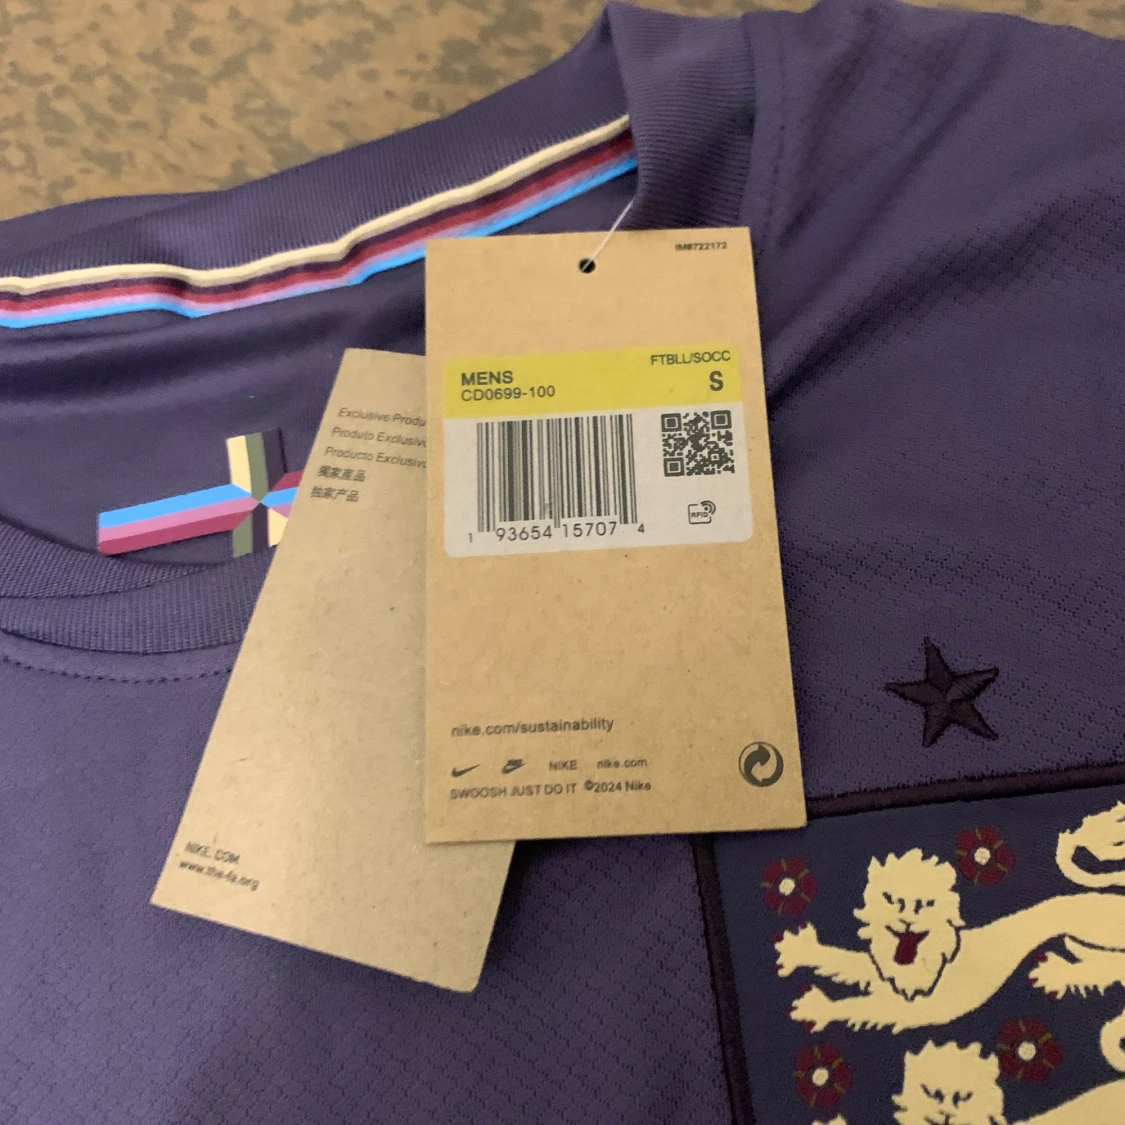 IM#722172
FTBLL/SOCC
MENS
S
CD0699-100
RFID
1 93654 15707 4
nike.com/sustainability
NIKE nike.com
SWOOSH JUST DO IT ©2024 Nike
Exclusive Produ
Produto Exclusiv
Producto Exclusiv
獨家產品
独家产品
NIKE.COM
www.the-fa.org